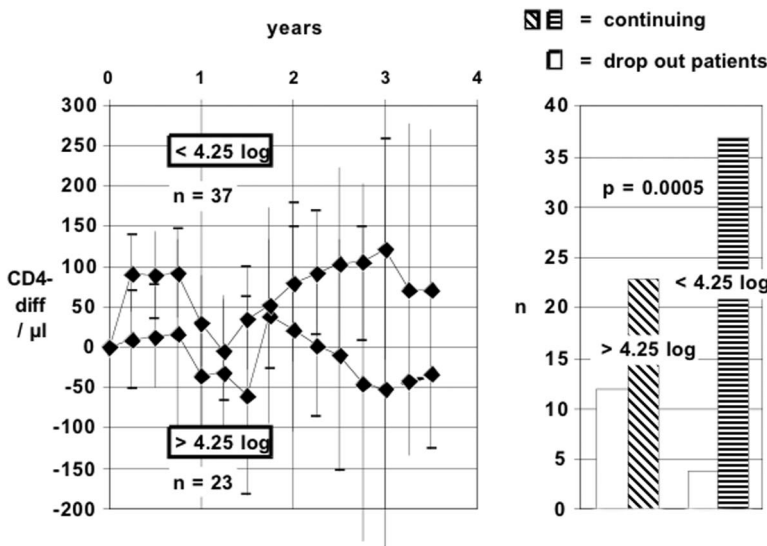 years
0 1 2 3 4
300
250
200
150
100
50
0
-50
-100
-150
-200
CD4-
diff
/ µl
< 4.25 log
n = 37
> 4.25 log
n = 23
= continuing
= drop out patients
40
35
30
25
20
15
10
5
0
n
p = 0.0005
< 4.25 log
> 4.25 log